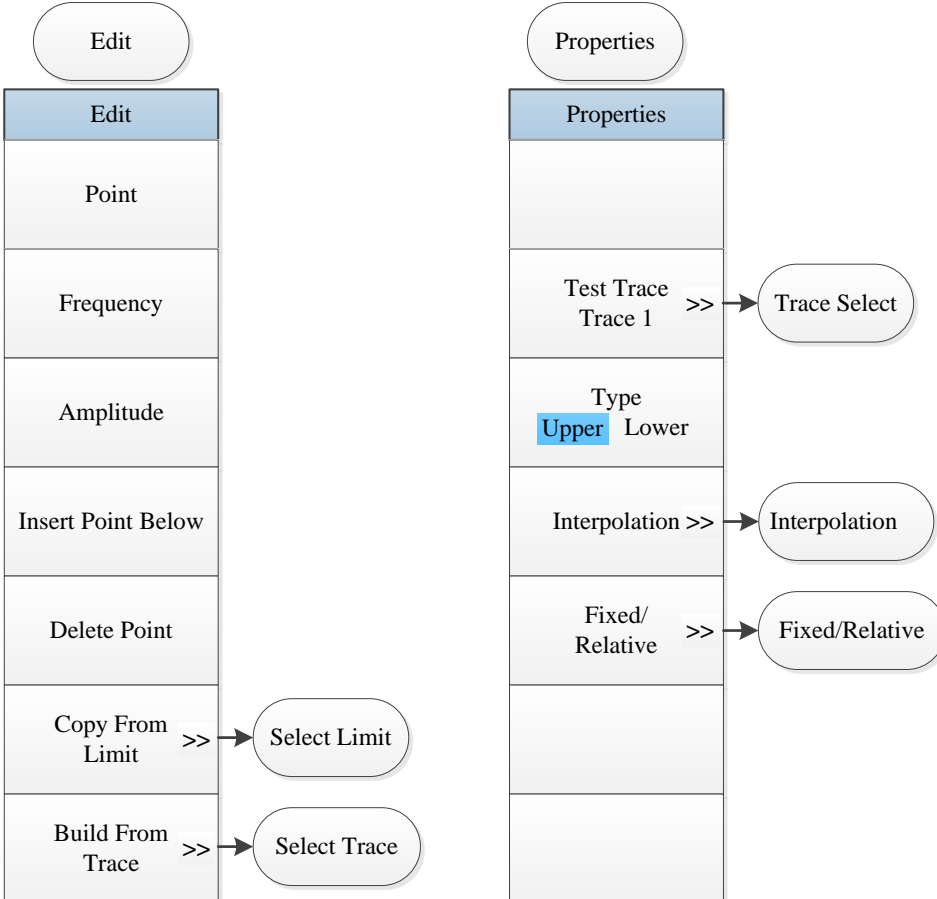 Edit
Edit
Point
Frequency
Amplitude
Insert Point Below
Delete Point
Copy From
Limit
>>
Select Limit
Build From
Trace
>>
Select Trace
Properties
Properties
Test Trace
Trace 1
>>
Trace Select
Type
Upper Lower
Interpolation >>
Interpolation
Fixed/
Relative
>>
Fixed/Relative